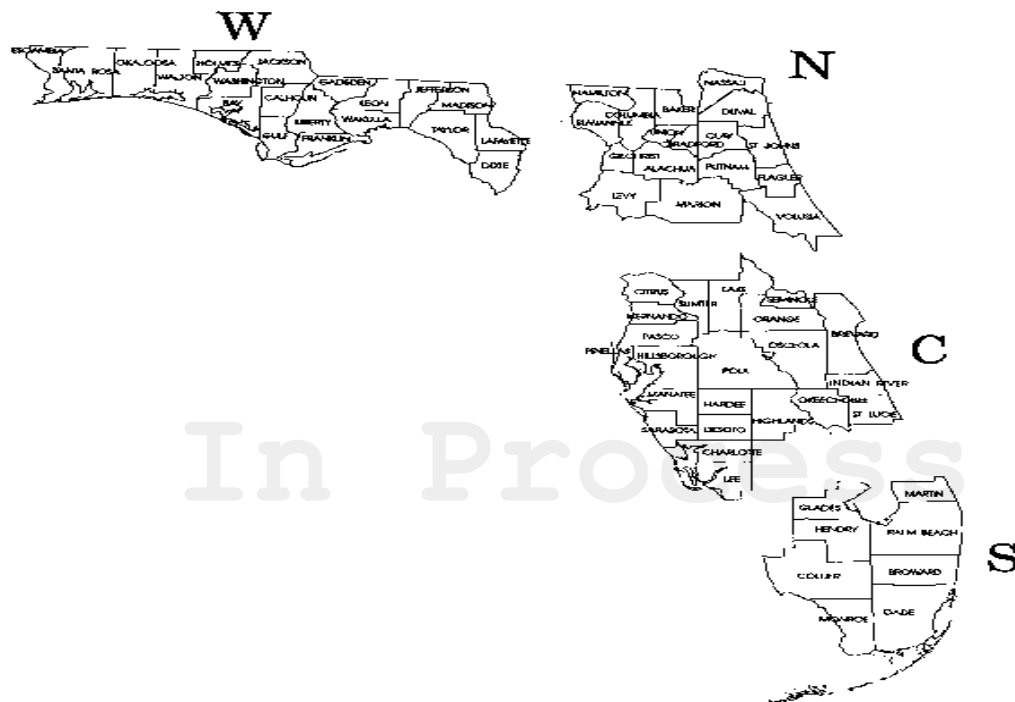 W
ESCAMBIA
SANTA ROSA
OKALOOSA
WALTON
HOLMES
JACKSON
WASHINGTON
BAY
CALHOUN
GULF
LIBERTY
GADSDEN
LEON
WAKULLA
FRANKLIN
JEFFERSON
MADISON
TAYLOR
LAFAYETTE
DIXIE
N
NASSAU
HAMILTON
COLUMBIA
BAKER
DUVAL
SUWANNEE
UNION
BRADFORD
CLAY
ST JOHNS
GILCHRIST
ALACHUA
PUTNAM
FLAGLER
LEVY
MARION
VOLUSIA
C
CITRUS
SUMTER
LAKE
SEMINOLE
HERNANDO
ORANGE
BREVARD
PASCO
OSCEOLA
PINELLAS
HILLSBOROUGH
POLK
INDIAN RIVER
MANATEE
HARDEE
OKEECHOBEE
HIGHLANDS
ST LUCIE
SARASOTA
DESOTO
CHARLOTTE
LEE
In Process
S
MARTIN
GLADES
HENDRY
PALM BEACH
COLLIER
BROWARD
MONROE
DADE